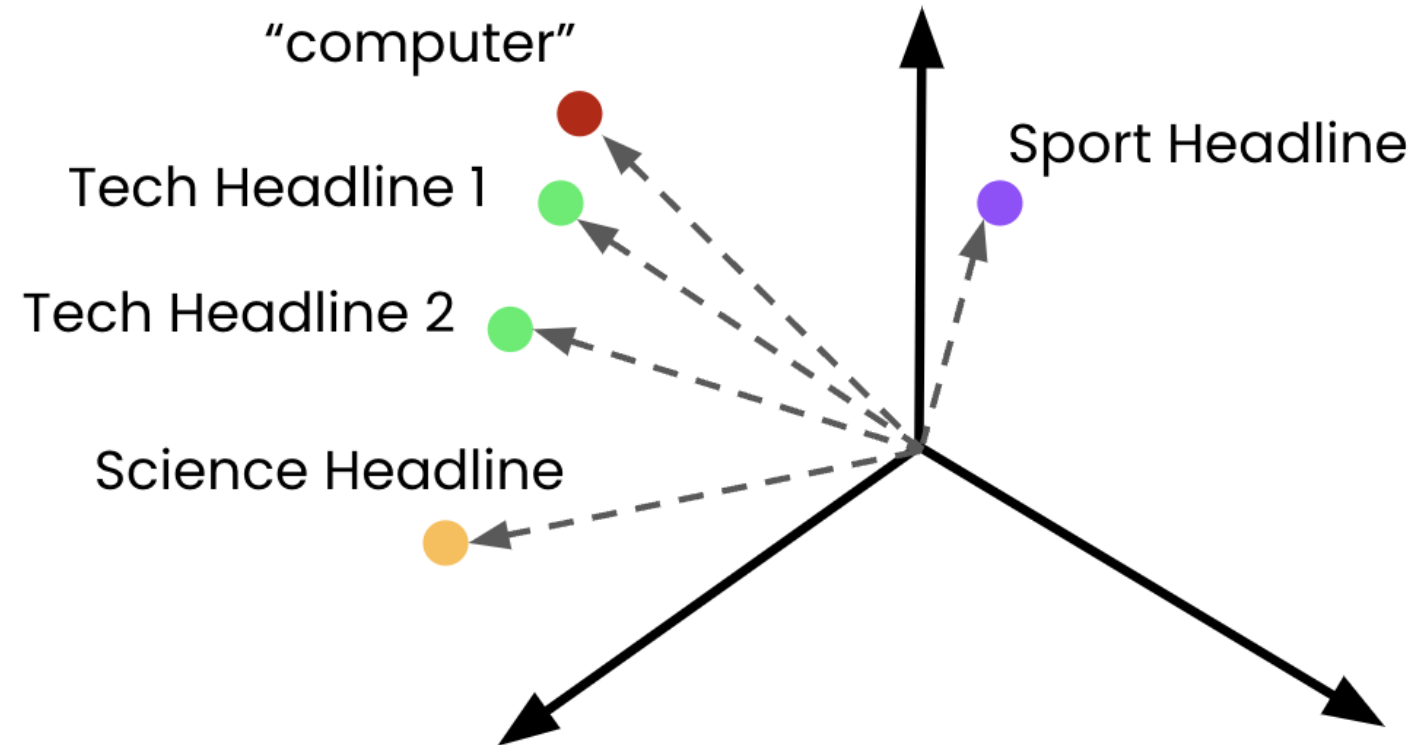 “computer”
Sport Headline
Tech Headline 1
Tech Headline 2
Science Headline